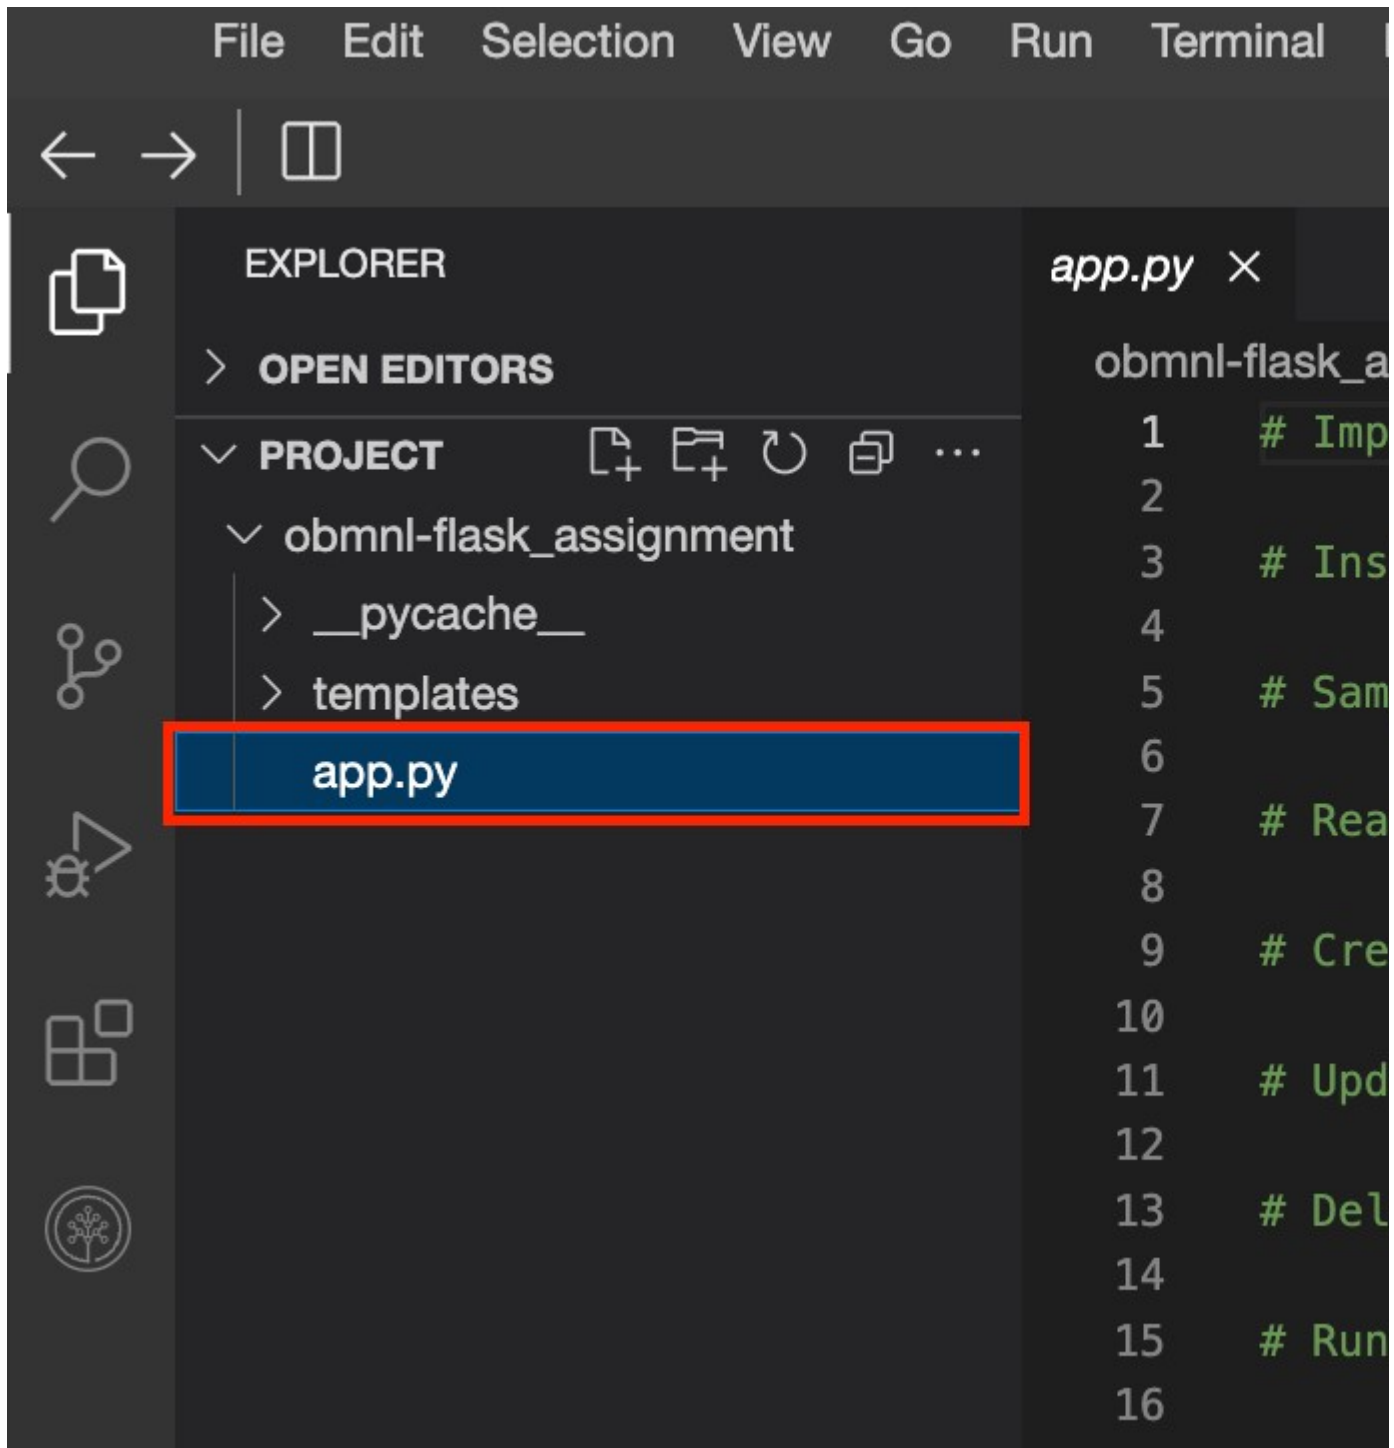 File Edit Selection View Go Run Terminal
EXPLORER
OPEN EDITORS
PROJECT
obmnl-flask_assignment
__pycache__
templates
app.py
app.py
obmnl-flask_a
1 # Imp
2
3 # Ins
4
5 # Sam
6
7 # Rea
8
9 # Cre
10
11 # Upd
12
13 # Del
14
15 # Run
16